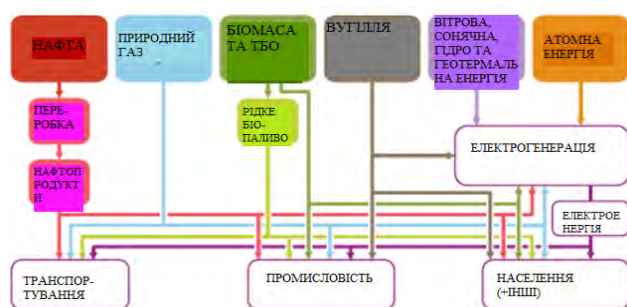 НАФТА
ПРИРОДНИЙ
ГАЗ
БІОМАСА
ТА ТБО
ВУГІЛЛЯ
ВІТРОВА,
СОНЯЧНА,
ГІДРО ТА
ГЕОТЕРМАЛЬ
НА ЕНЕРГІЯ
АТОМНА
ЕНЕРГІЯ
ПЕРЕ-
РОБКА
РІДКЕ
БІО-
ПАЛИВО
НАФТОП
РОДУКТ
И
ЕЛЕКТРОГЕНЕРАЦІЯ
ЕЛЕКТРОЕ
НЕРГІЯ
ТРАНСПОР-
ТУВАННЯ
ПРОМИСЛОВІСТЬ
НАСЕЛЕННЯ
(+ІНШІ)